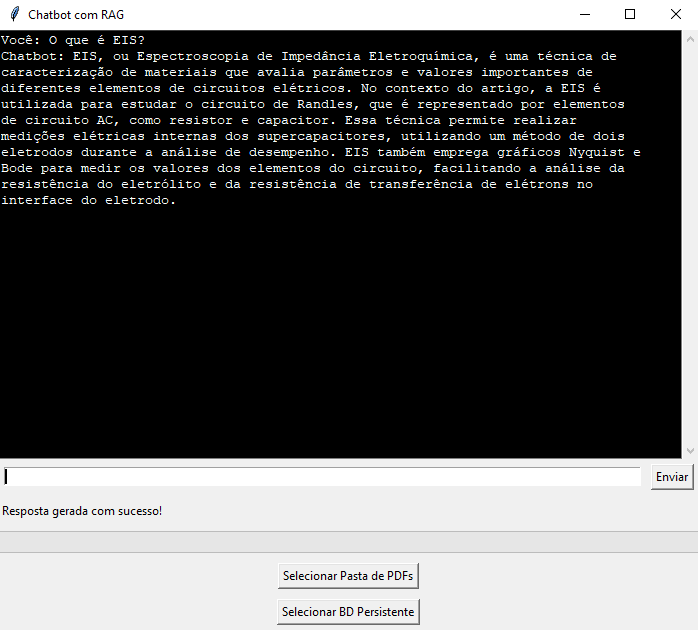 Chatbot com RAG
Você: O que é EIS?
Chatbot: EIS, ou Espectroscopia de Impedância Eletroquímica, é uma técnica de
caracterização de materiais que avalia parâmetros e valores importantes de
diferentes elementos de circuitos elétricos. No contexto do artigo, a EIS é
utilizada para estudar o circuito de Randles, que é representado por elementos
de circuito AC, como resistor e capacitor. Essa técnica permite realizar
medições elétricas internas dos supercapacitores, utilizando um método de dois
eletrodos durante a análise de desempenho. EIS também emprega gráficos Nyquist e
Bode para medir os valores dos elementos do circuito, facilitando a análise da
resistência do eletrólito e da resistência de transferência de elétrons no
interface do eletrodo.
Enviar
Resposta gerada com sucesso!
Selecionar Pasta de PDFs
Selecionar BD Persistente